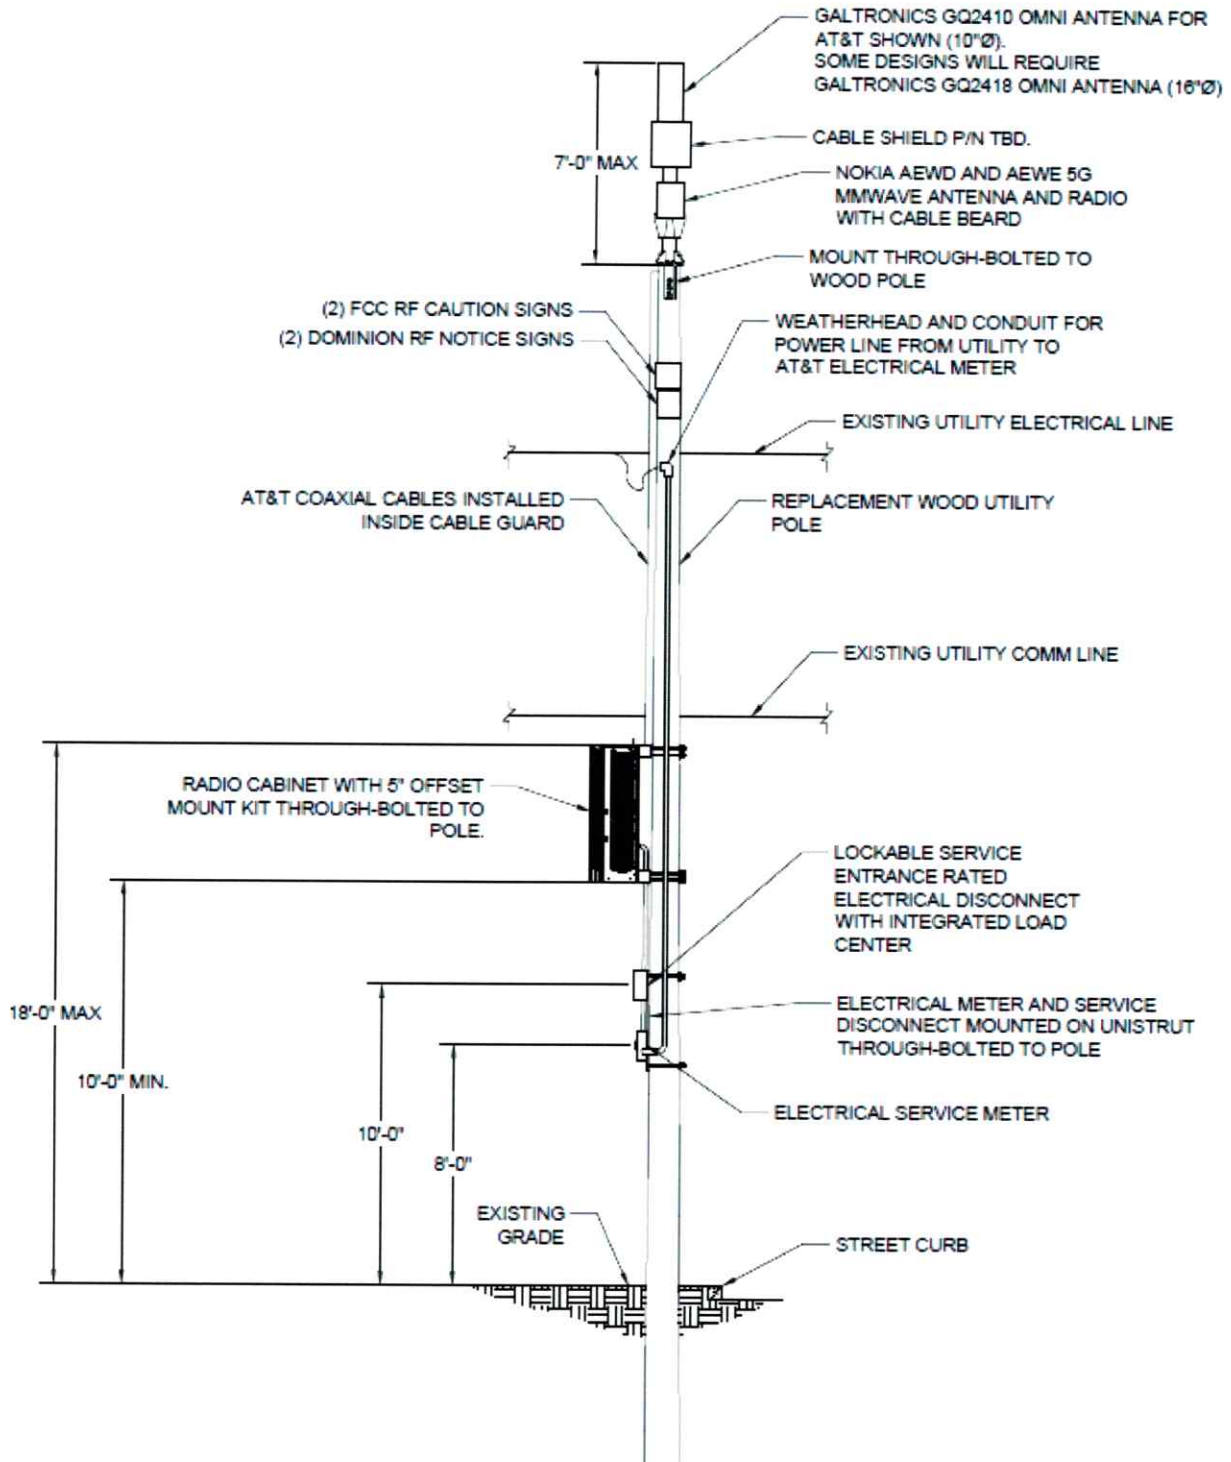 GALTRONICS GQ2410 OMNI ANTENNA FOR
AT&T SHOWN (10"Ø).
SOME DESIGNS WILL REQUIRE
GALTRONICS GQ2418 OMNI ANTENNA (16"Ø)
7'-0" MAX
CABLE SHIELD P/N TBD.
NOKIA AEWD AND AEWE 5G
MMWAVE ANTENNA AND RADIO
WITH CABLE BEARD
MOUNT THROUGH-BOLTED TO
WOOD POLE
(2) FCC RF CAUTION SIGNS
(2) DOMINION RF NOTICE SIGNS
WEATHERHEAD AND CONDUIT FOR
POWER LINE FROM UTILITY TO
AT&T ELECTRICAL METER
EXISTING UTILITY ELECTRICAL LINE
AT&T COAXIAL CABLES INSTALLED
INSIDE CABLE GUARD
REPLACEMENT WOOD UTILITY
POLE
EXISTING UTILITY COMM LINE
RADIO CABINET WITH 5" OFFSET
MOUNT KIT THROUGH-BOLTED TO
POLE.
LOCKABLE SERVICE
ENTRANCE RATED
ELECTRICAL DISCONNECT
WITH INTEGRATED LOAD
CENTER
18'-0" MAX
ELECTRICAL METER AND SERVICE
DISCONNECT MOUNTED ON UNISTRUT
THROUGH-BOLTED TO POLE
10'-0" MIN.
ELECTRICAL SERVICE METER
10'-0"
8'-0"
EXISTING
GRADE
STREET CURB